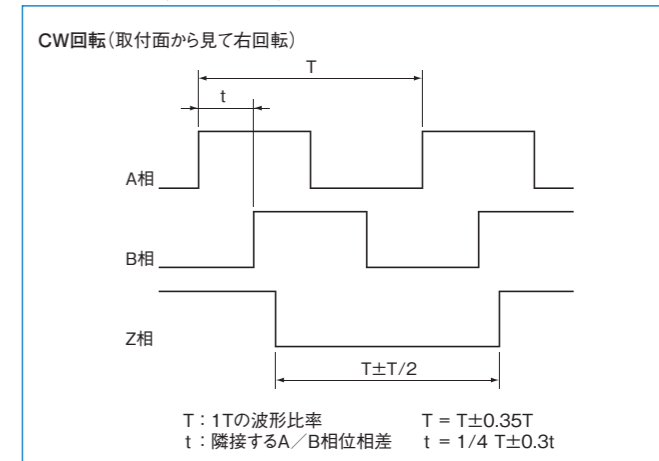 CW回転(取付面から見て右回転)
T
t
A相
B相
Z相
T±T/2
T：1Tの波形比率 T = T±0.35T
t：隣接するA／B相位相差 t = 1/4 T±0.3t